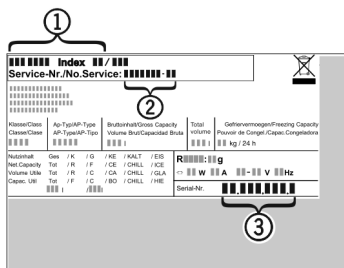 1
Index /
Service-Nr./No.Service: -
2
Klasse/Class Ap-Typ/AP-Type Bruttoinhalt/Gross Capacity Total Gefriervermoegen/Freezing Capacity
Classe/Clase AP-Type/AP-Tipo Volume Brut/Capacidad Bruta volume Pouvoir de Congel./Capac.Congeladora
l l kg / 24 h
Nutzinhalt Ges / K / G / KE / KALT / EIS
Net.Capacity Tot / R / F / CE / CHILL / ICE
Volume Utile Tot / R / C / CA / CHILL / GLA
Capac. Util Tot / F / C / BO / CHILL / HIE
l / l
R : g
W A - V Hz
Serial-Nr. . . .
3